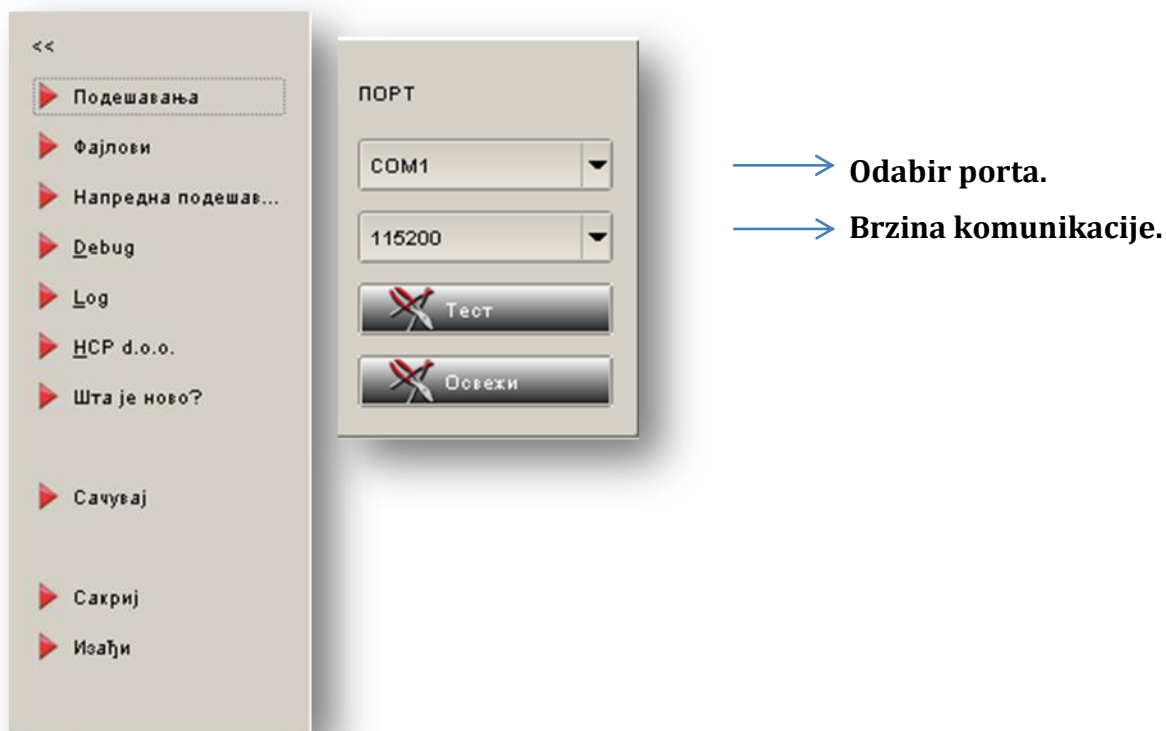 <<
Подешавања
Фајлови
Напредна подешав...
Debug
Log
HCP d.o.o.
Шта је ново?
Сачувај
Сакриј
Изађи
ПОРТ
COM1
115200
Тест
Освежи
Odabir porta.
Brzina komunikacije.